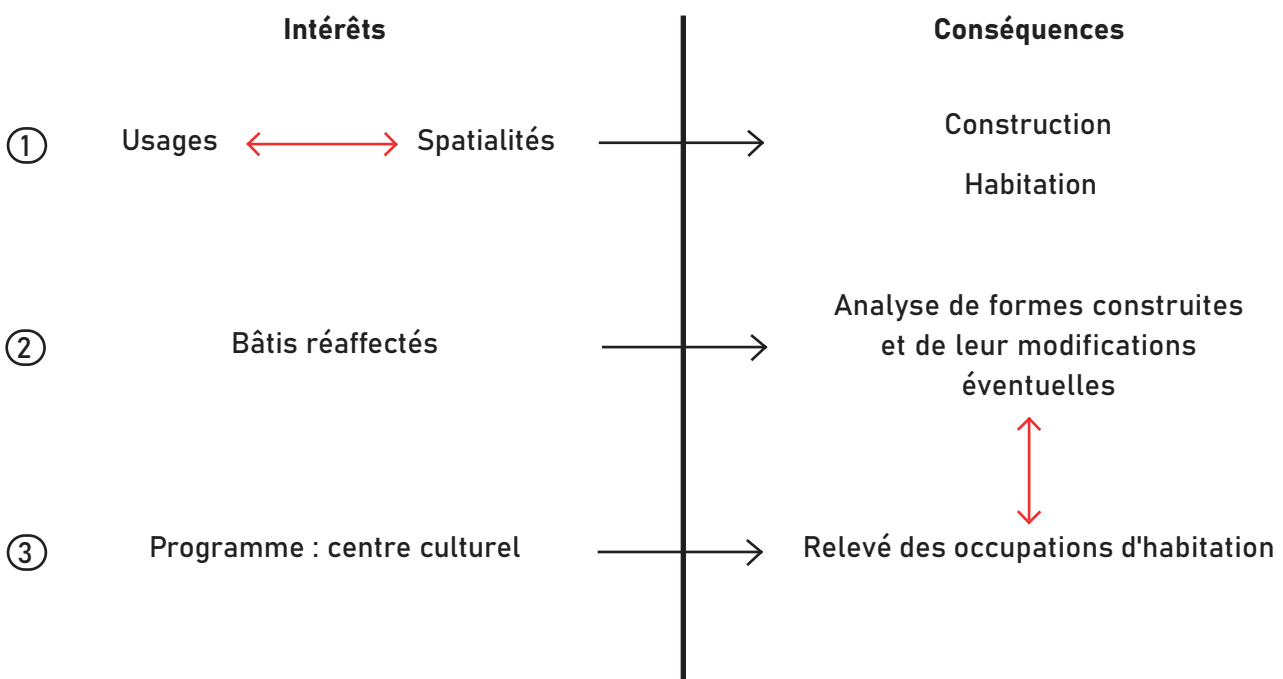 Intérêts
Conséquences
① Usages Spatialités
Construction
Habitation
② Bâtis réaffectés
Analyse de formes construites
et de leur modifications
éventuelles
③ Programme : centre culturel
Relevé des occupations d'habitation